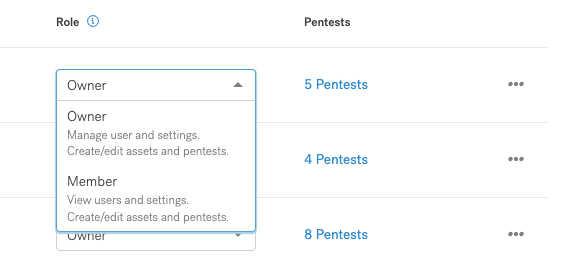 Role Pentests
Owner 5 Pentests
Owner
Manage user and settings.
Create/edit assets and pentests.
4 Pentests
Member
View users and settings.
Create/edit assets and pentests.
Owner 8 Pentests